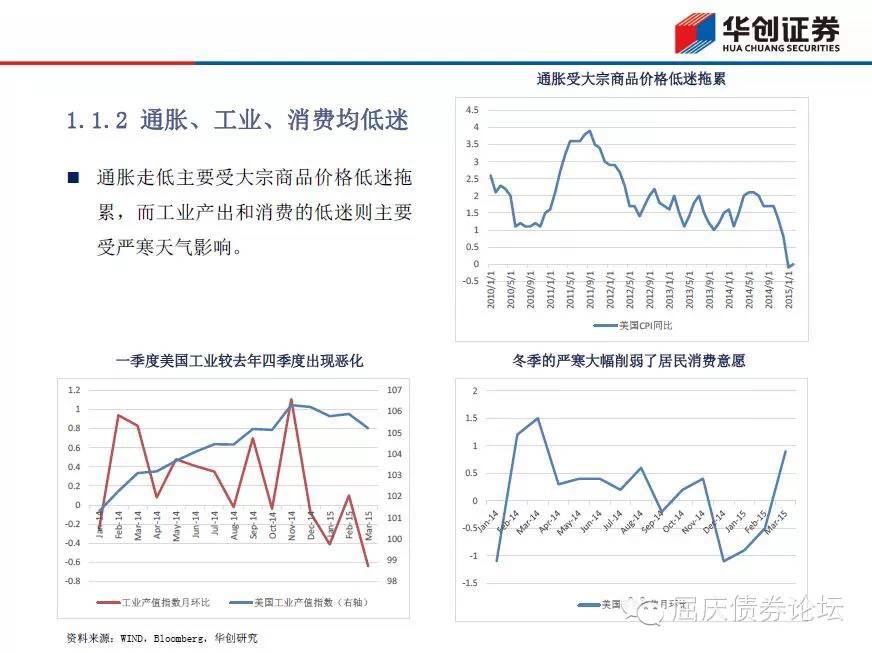 华创证券
HUA CHUANG SECURITIES
1.1.2 通胀、工业、消费均低迷
■ 通胀走低主要受大宗商品价格低迷拖
累，而工业产出和消费的低迷则主要
受严寒天气影响。
通胀受大宗商品价格低迷拖累
4.5
4
3.5
3
2.5
2
1.5
1
0.5
0
-0.5
2010/1/1 2010/5/1 2010/9/1 2011/1/1 2011/5/1 2011/9/1 2012/1/1 2012/5/1 2012/9/1 2013/1/1 2013/5/1 2013/9/1 2014/1/1 2014/5/1 2014/9/1 2015/1/1
美国CPI同比
一季度美国工业较去年四季度出现恶化
1.2 107
1 106
0.8 105
0.6 104
0.4 103
0.2 102
0 101
-0.2 100
-0.4 99
-0.6 98
-0.8
Jan-14 Feb-14 Mar-14 Apr-14 May-14 Jun-14 Jul-14 Aug-14 Sep-14 Oct-14 Nov-14 Dec-14 Jan-15 Feb-15 Mar-15
工业产值指数月环比 美国工业产值指数（右轴）
冬季的严寒大幅削弱了居民消费意愿
2
1.5
1
0.5
0
-0.5
-1
-1.5
Jan-14 Feb-14 Mar-14 Apr-14 May-14 Jun-14 Jul-14 Aug-14 Sep-14 Oct-14 Nov-14 Dec-14 Jan-15 Feb-15 Mar-15
美国 月环比
屈庆债券论坛
资料来源：WIND，Bloomberg，华创研究